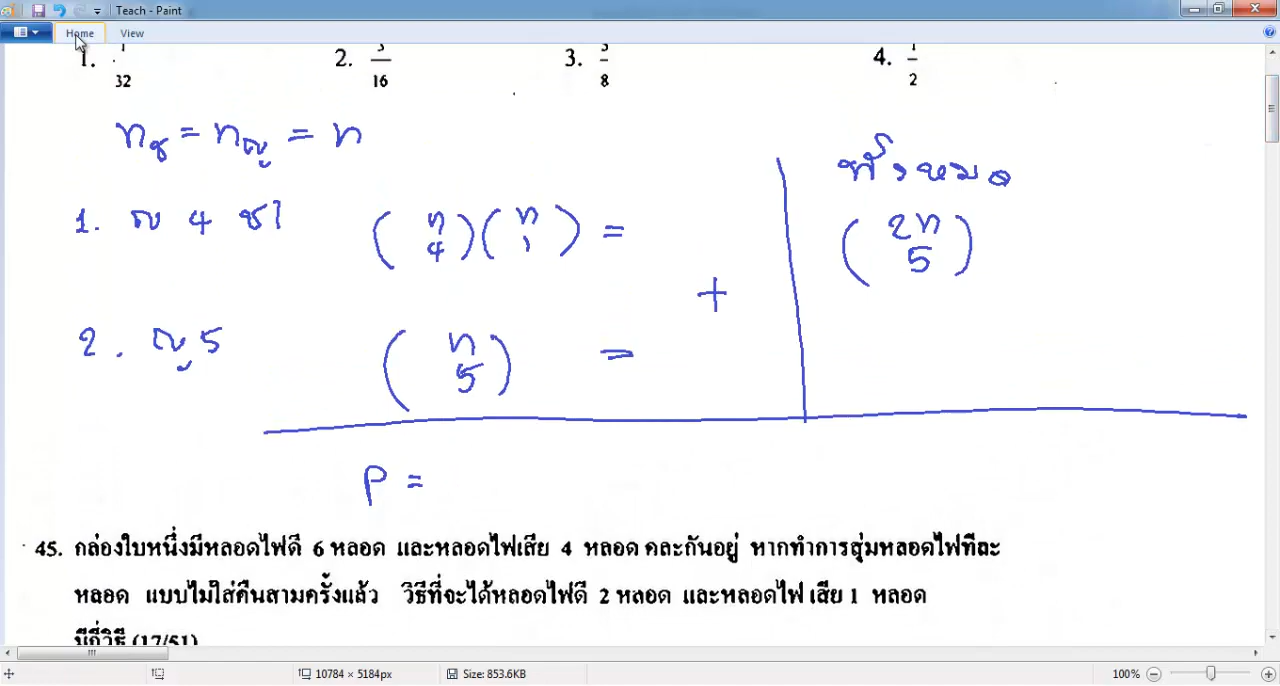 Teach - Paint
Home View
1. 1/32 2. 3/16 3. 3/8 4. 1/2
nช = nญ = n
ทั้งหมด
1. ญ 4 ช 1 (n 4)(n 1) =
(2n 5)
+
2. ญ 5 (n 5) =
P =
45. กล่องใบหนึ่งมีหลอดไฟดี 6 หลอด และหลอดไฟเสีย 4 หลอด คละกันอยู่ หากทำการสุ่มหลอดไฟทีละ
หลอด แบบไม่ใส่คืนสามครั้งแล้ว วิธีที่จะได้หลอดไฟดี 2 หลอด และหลอดไฟ เสีย 1 หลอด
มีกี่วิธี (17/51)
10784 × 5184px Size: 853.6KB 100%